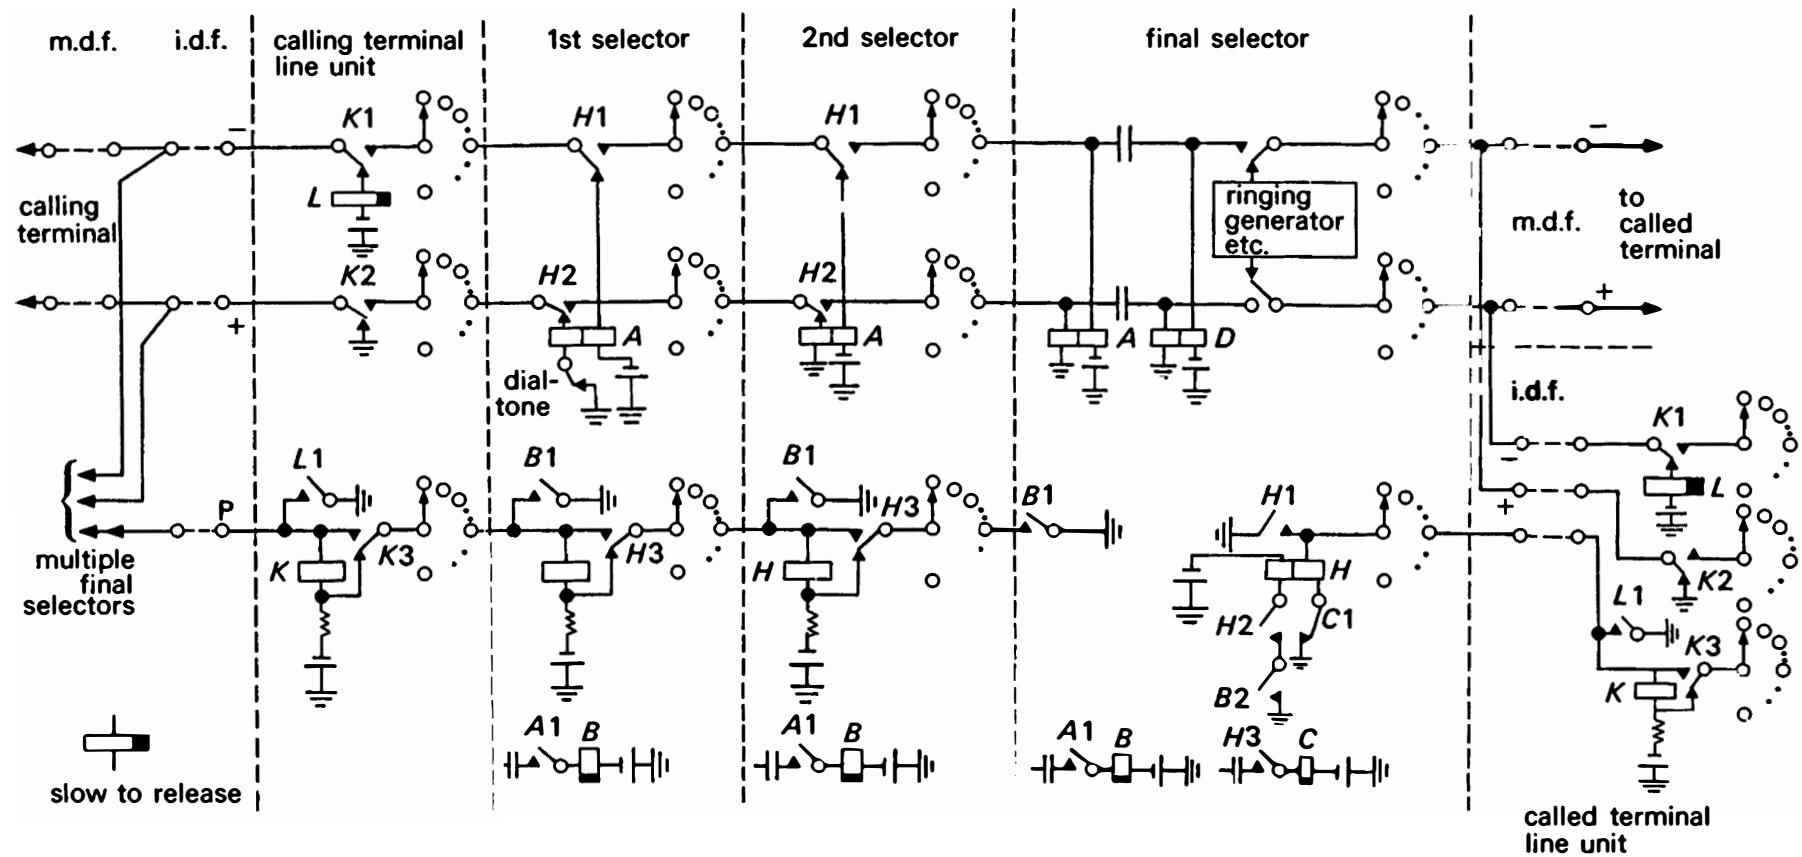 m.d.f. i.d.f. calling terminal 1st selector 2nd selector final selector
line unit
K1 H1 H1
− −
L
ringing
generator
etc.
calling
terminal
m.d.f.
to
called
terminal
K2 H2 H2
+ +
A A A D
dial-
tone
i.d.f.
K1
−
L
+
L1 B1 B1 B1 H1
P H3
K K3 H3 H H
K2
multiple
final
selectors
H2 C1
L1
K3
K
B2
slow to release
A1 B A1 B A1 B H3 C
called terminal
line unit